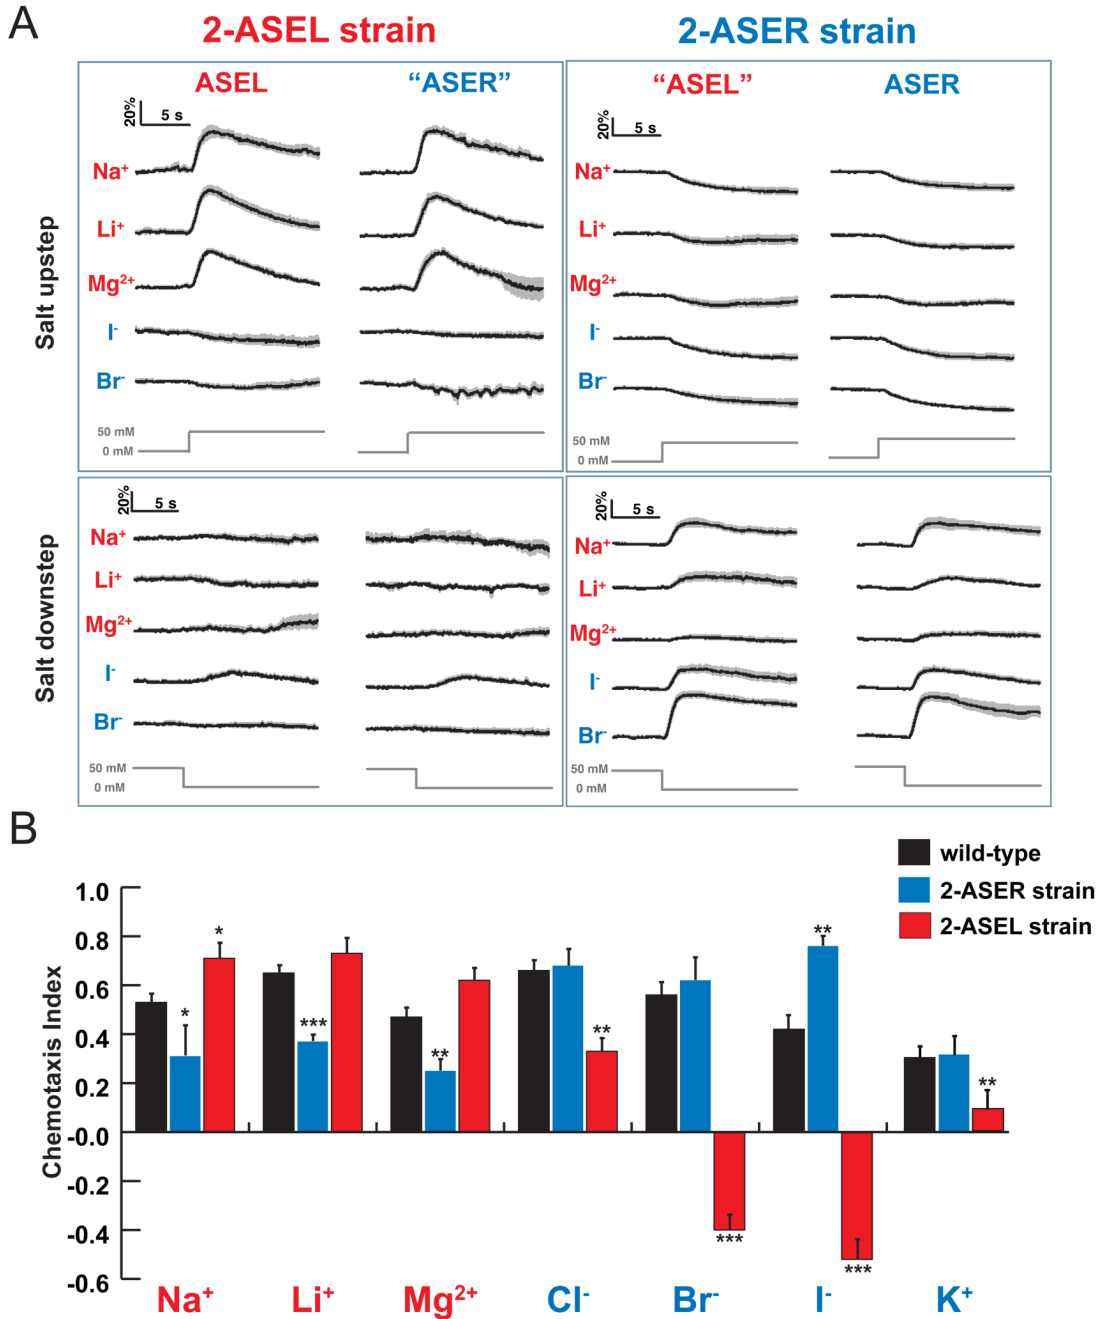 A
2-ASEL strain
2-ASER strain
ASEL
“ASER”
“ASEL”
ASER
20%
5 s
20%
5 s
Salt upstep
Na⁺
Li⁺
Mg²⁺
I⁻
Br⁻
50 mM
0 mM
Na⁺
Li⁺
Mg²⁺
I⁻
Br⁻
50 mM
0 mM
Salt downstep
20%
5 s
Na⁺
Li⁺
Mg²⁺
I⁻
Br⁻
50 mM
0 mM
20%
5 s
Na⁺
Li⁺
Mg²⁺
I⁻
Br⁻
50 mM
0 mM
B
wild-type
2-ASER strain
2-ASEL strain
Chemotaxis Index
1.0
0.8
0.6
0.4
0.2
-0.0
-0.2
-0.4
-0.6
*
*
***
**
**
**
**
***
***
Na⁺
Li⁺
Mg²⁺
Cl⁻
Br⁻
I⁻
K⁺